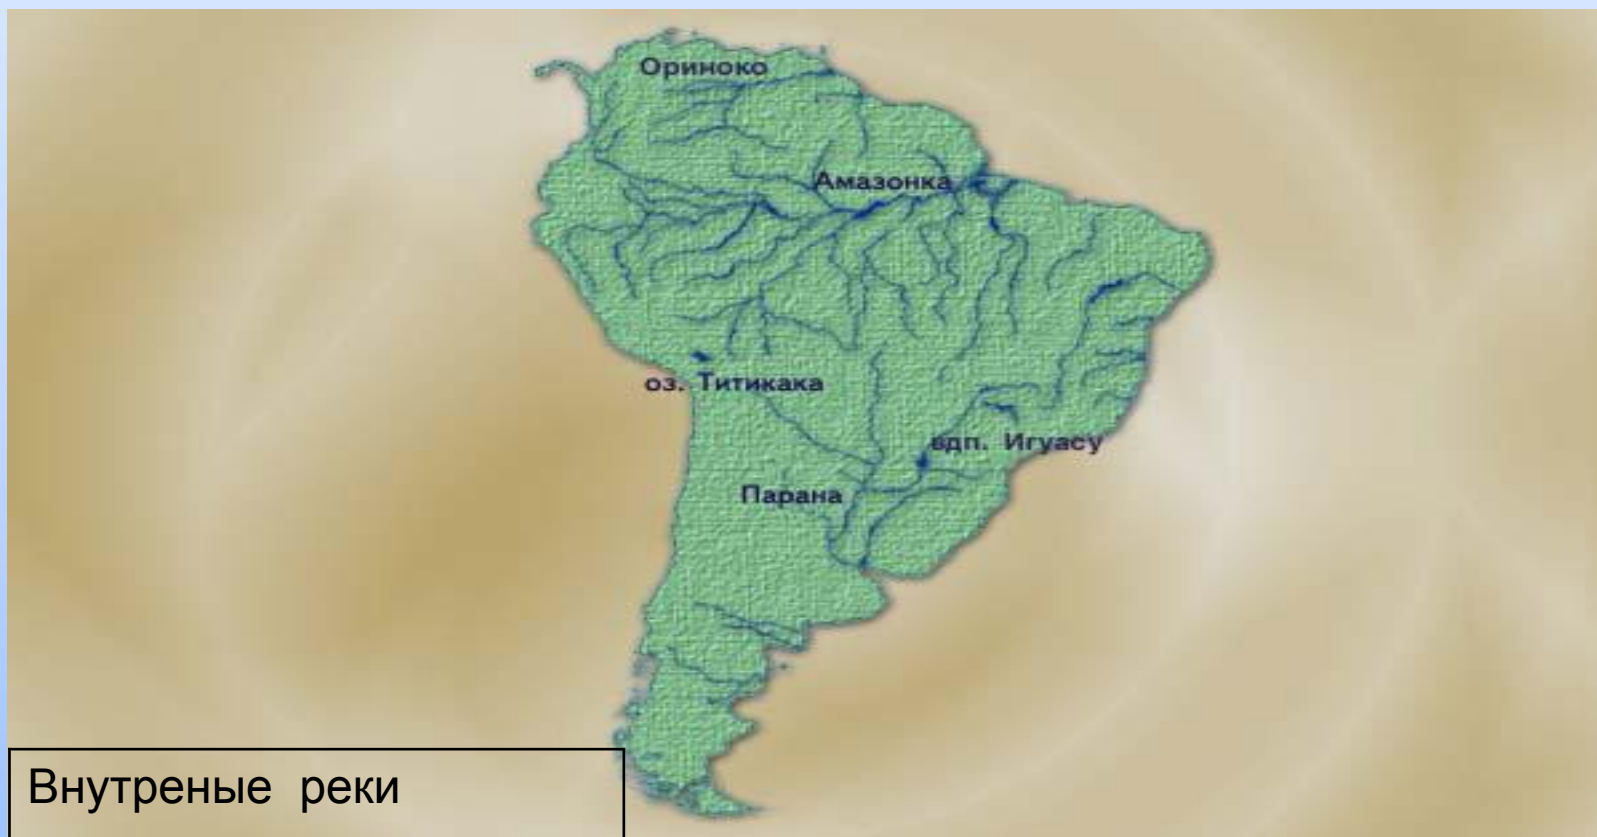 Ориноко
Амазонка
оз. Титикака
вдп. Игуасу
Парана
Внутреные реки